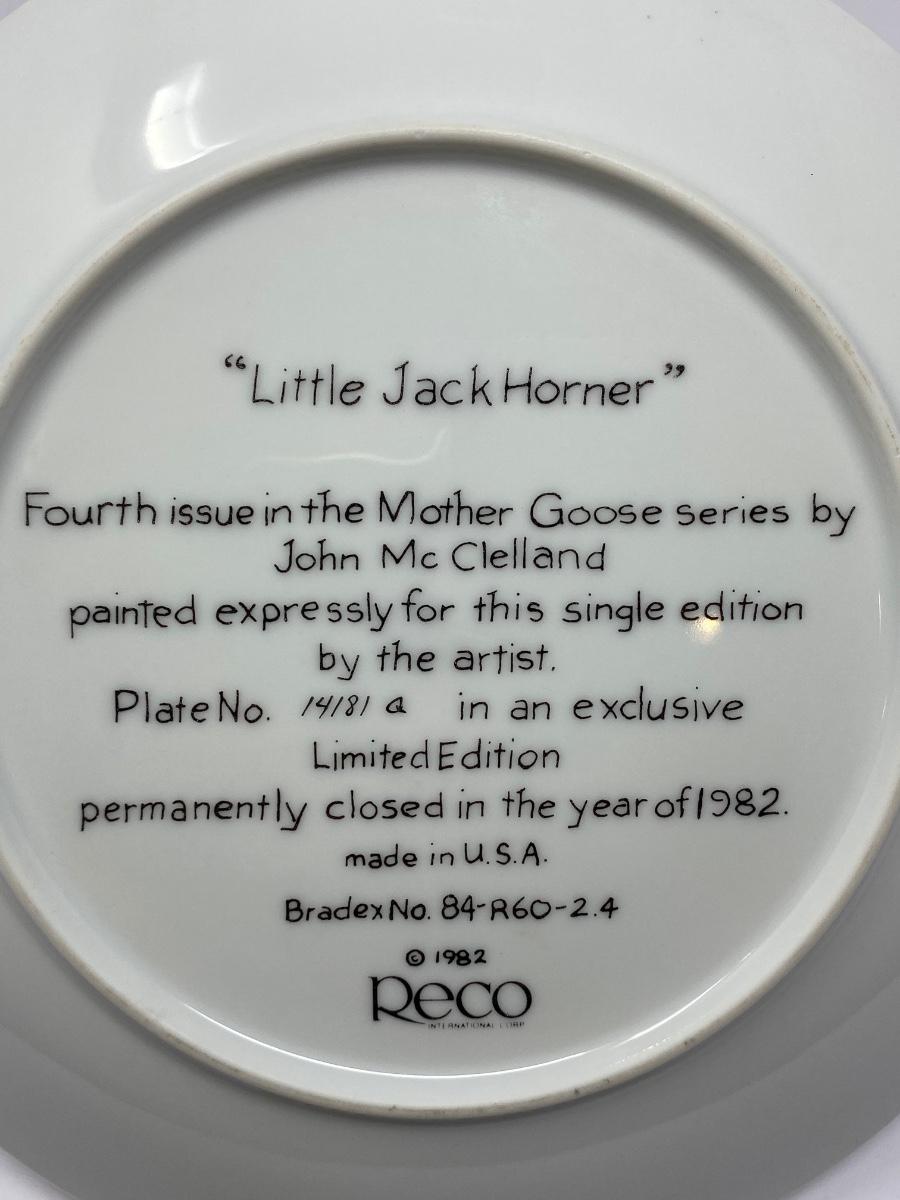 “Little Jack Horner”
Fourth issue in the Mother Goose series by
John Mc Clelland
painted expressly for this single edition
by the artist.
Plate No. 14181 a in an exclusive
Limited Edition
permanently closed in the year of 1982.
made in U.S.A.
Bradex No. 84-R60-2.4
© 1982
Reco
INTERNATIONAL CORP